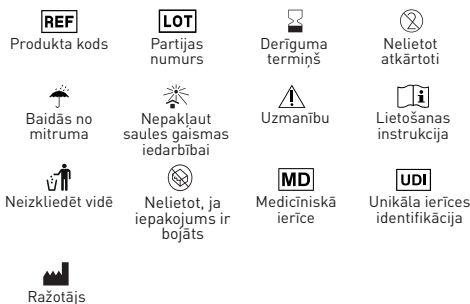 REF
Produkta kods
LOT
Partijas
numurs
Derīguma
termiņš
2
Nelietot
atkārtoti
Baidās no
mitruma
Nepakļaut
saules gaismas
iedarbībai
Uzmanību
i
Lietošanas
instrukcija
Neizkliedēt vidē
Nelietot, ja
iepakojums ir
bojāts
MD
Medicīniskā
ierīce
UDI
Unikāla ierīces
identifikācija
Ražotājs